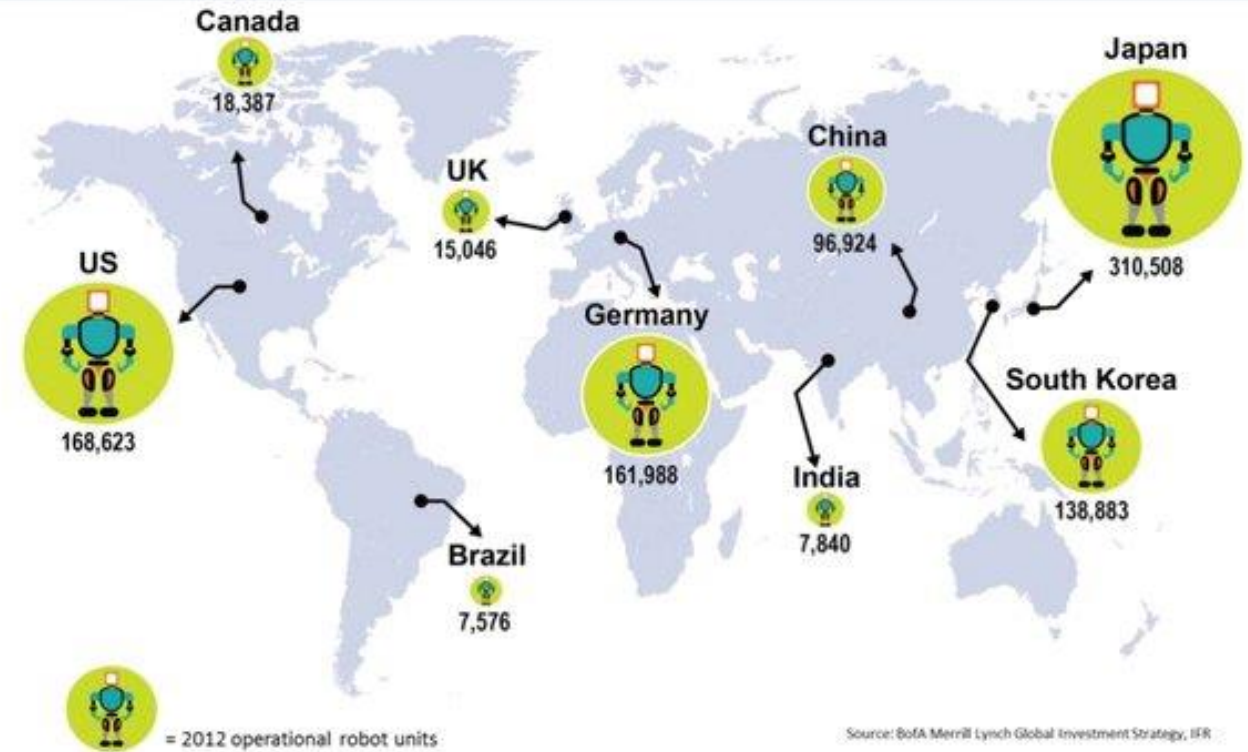 Canada
18,387
Japan
310,508
China
96,924
UK
15,046
US
168,623
Germany
161,988
South Korea
138,883
India
7,840
Brazil
7,576
= 2012 operational robot units
Source: BofA Merrill Lynch Global Investment Strategy, IFR